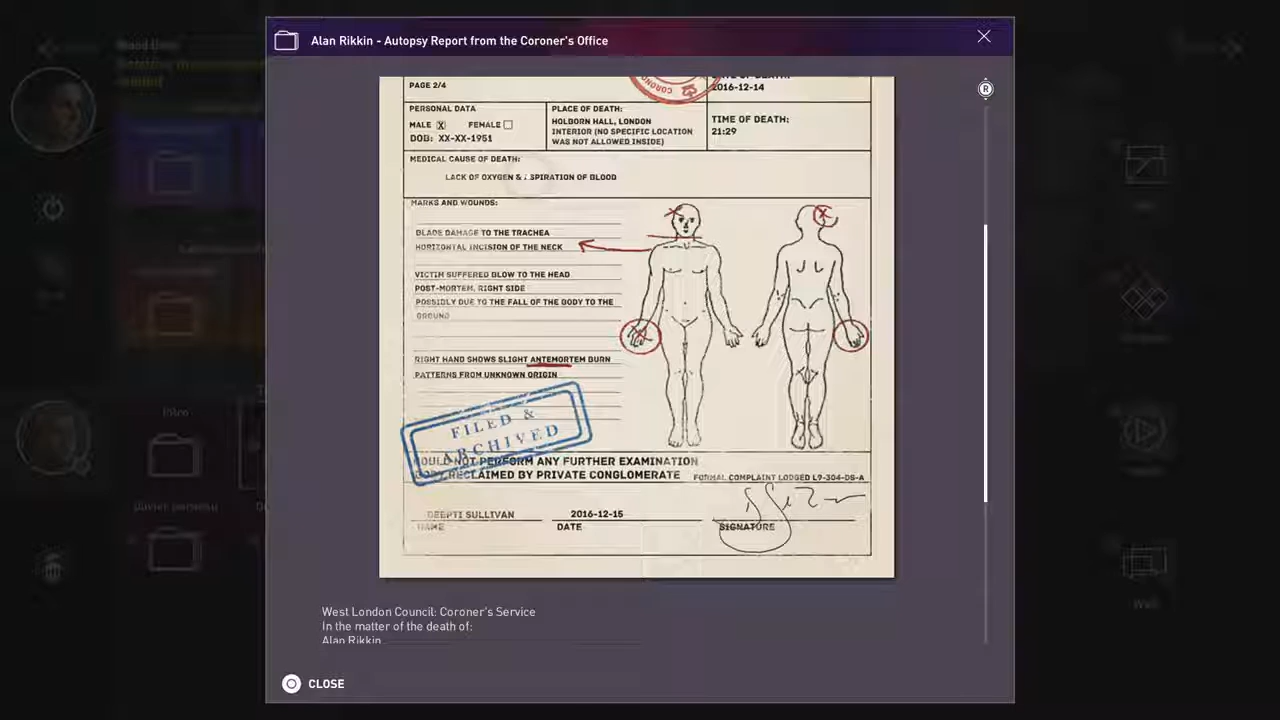 Alan Rikkin - Autopsy Report from the Coroner's Office
PAGE 2/4
2016-12-14
PERSONAL DATA
MALE X FEMALE
DOB: XX-XX-1951
PLACE OF DEATH:
HOLBORN HALL, LONDON
INTERIOR (NO SPECIFIC LOCATION
WAS NOT ALLOWED INSIDE)
TIME OF DEATH:
21:29
MEDICAL CAUSE OF DEATH:
LACK OF OXYGEN & ASPIRATION OF BLOOD
MARKS AND WOUNDS:
BLADE DAMAGE TO THE TRACHEA
HORIZONTAL INCISION OF THE NECK
VICTIM SUFFERED BLOW TO THE HEAD
POST-MORTEM, RIGHT SIDE
POSSIBLY DUE TO THE FALL OF THE BODY TO THE
GROUND
RIGHT HAND SHOWS SLIGHT ANTEMORTEM BURN
PATTERNS FROM UNKNOWN ORIGIN
FILED &
ARCHIVED
COULD NOT PERFORM ANY FURTHER EXAMINATION
BODY RECLAIMED BY PRIVATE CONGLOMERATE
FORMAL COMPLAINT LODGED L9-304-DS-A
DEEPTI SULLIVAN
2016-12-15
NAME
DATE
SIGNATURE
West London Council: Coroner's Service
In the matter of the death of:
Alan Rikkin
R
CLOSE